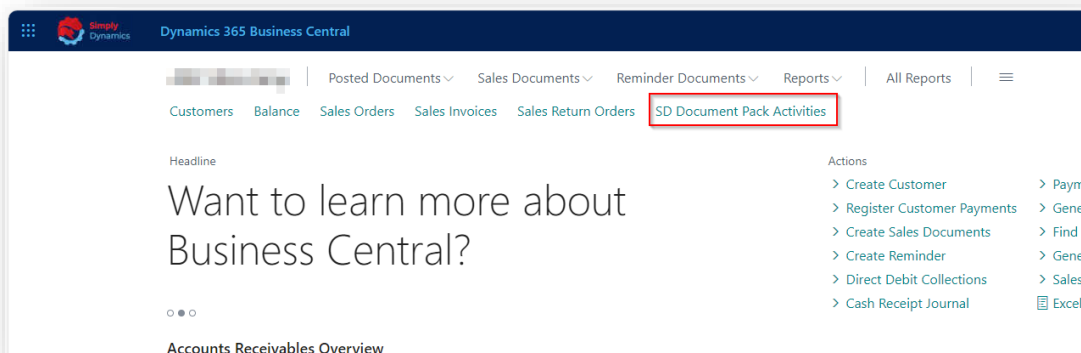 Simply
Dynamics
Dynamics 365 Business Central
Posted Documents Sales Documents Reminder Documents Reports All Reports
Customers Balance Sales Orders Sales Invoices Sales Return Orders SD Document Pack Activities
Headline
Want to learn more about
Business Central?
Actions
Create Customer
Register Customer Payments
Create Sales Documents
Create Reminder
Direct Debit Collections
Cash Receipt Journal
Find
Sales
Accounts Receivables Overview